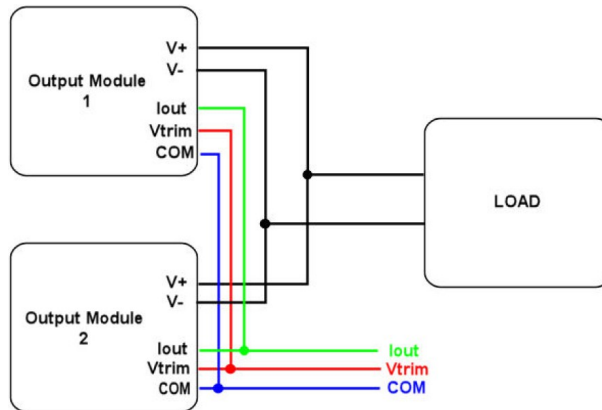 V+
V-
Output Module
1
Iout
Vtrim
COM
LOAD
V+
V-
Output Module
2
Iout
Vtrim
COM
Iout
Vtrim
COM